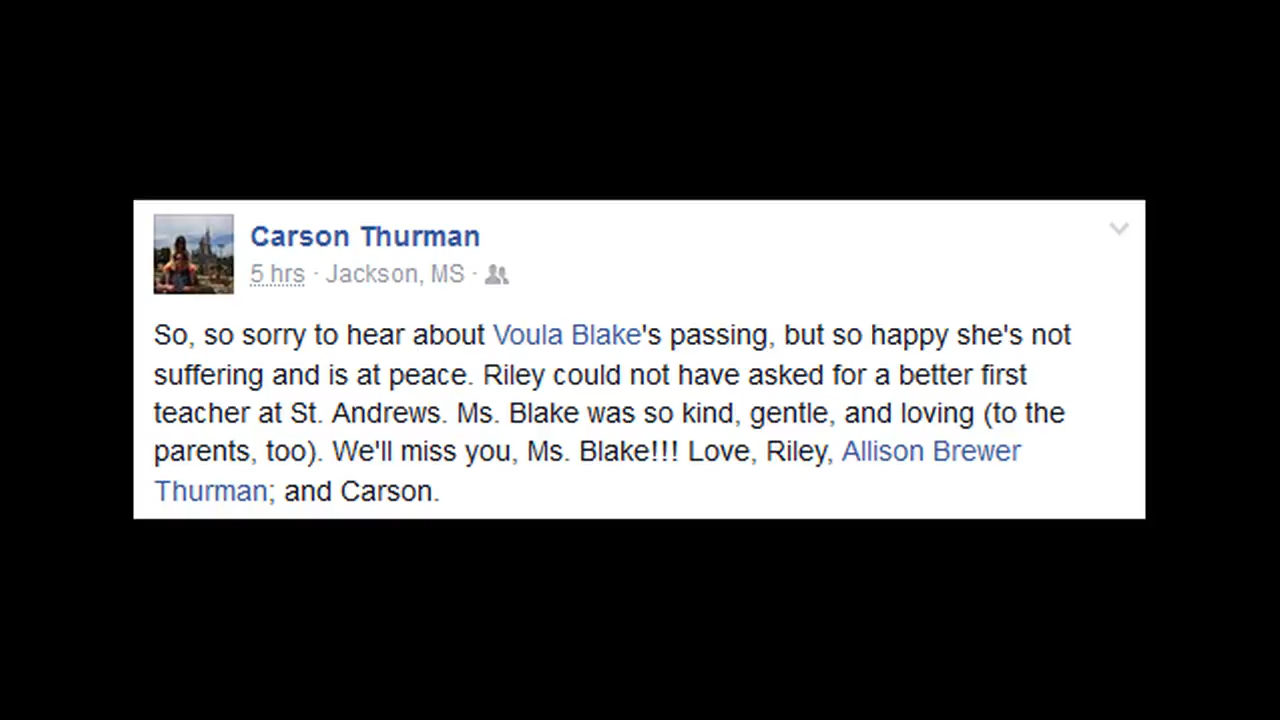 Carson Thurman
5 hrs · Jackson, MS ·
So, so sorry to hear about Voula Blake's passing, but so happy she's not
suffering and is at peace. Riley could not have asked for a better first
teacher at St. Andrews. Ms. Blake was so kind, gentle, and loving (to the
parents, too). We'll miss you, Ms. Blake!!! Love, Riley, Allison Brewer
Thurman; and Carson.